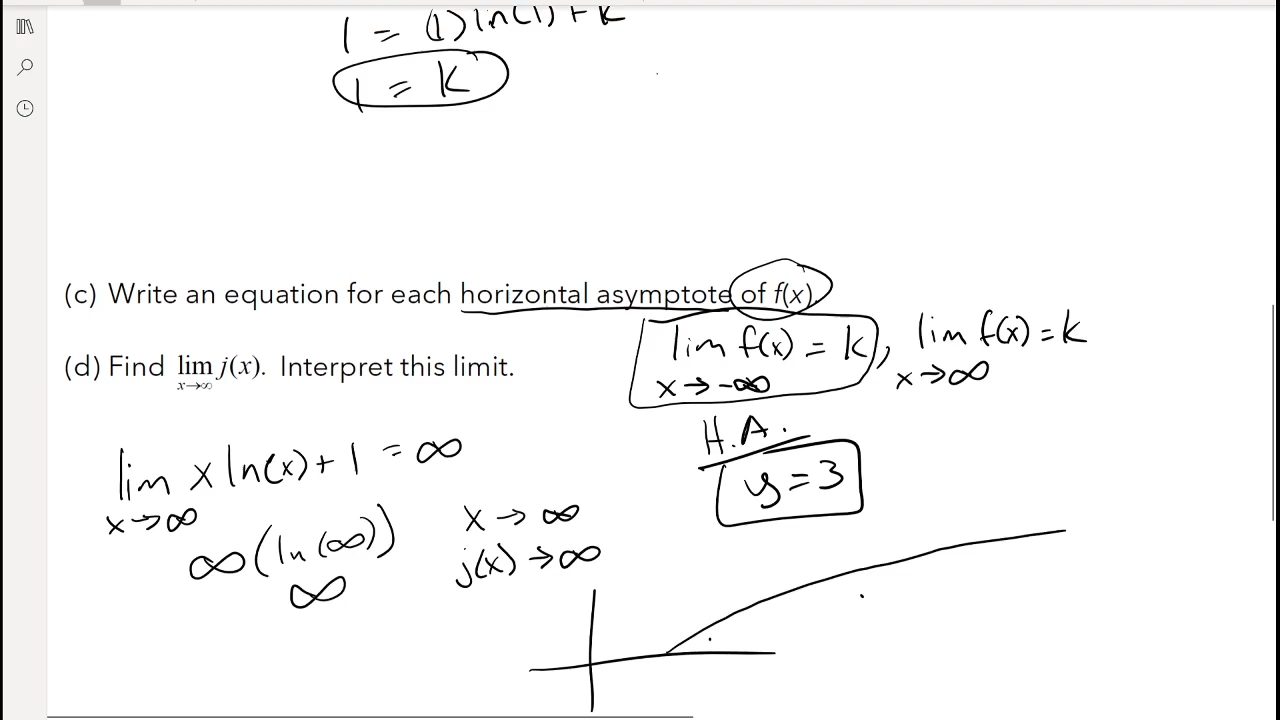 1 = (1) ln(1) + k
1 = k
(c) Write an equation for each horizontal asymptote of f(x).
lim f(x) = k, lim f(x) = k
x→-∞ x→∞
(d) Find lim j(x). Interpret this limit.
x→∞
H.A.
y = 3
lim x ln(x) + 1 = ∞
x→∞
∞(ln(∞))
∞
x → ∞
j(x) → ∞